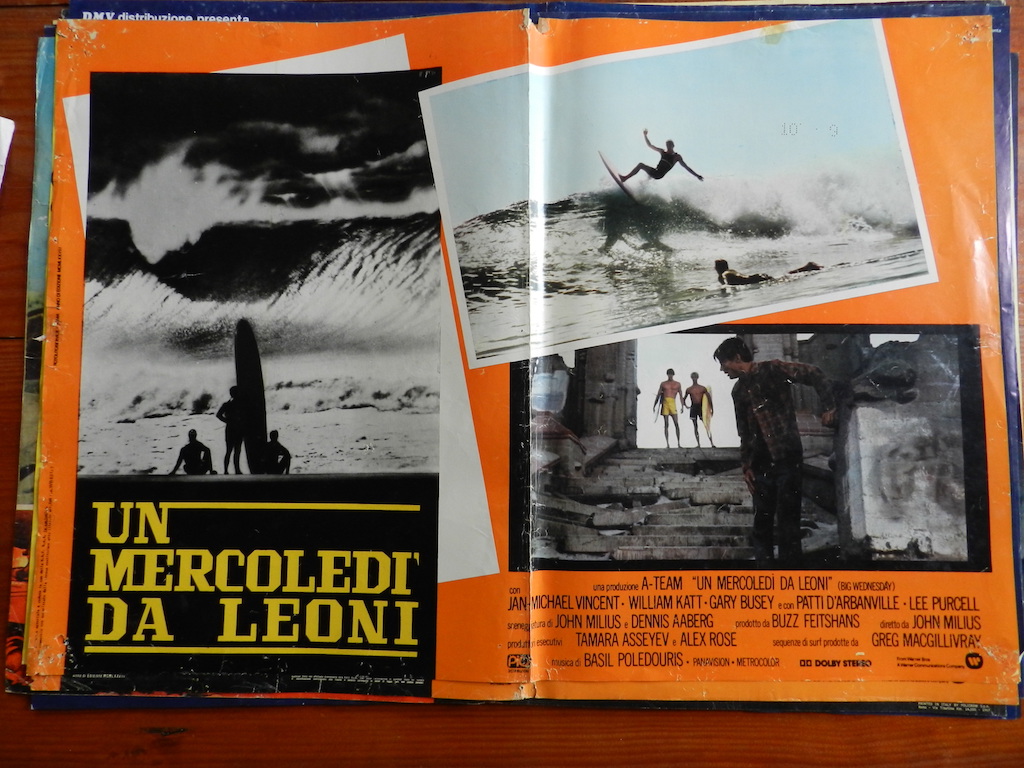 DMV distribuzione presenta
10 . 9
UN
MERCOLEDI'
DA LEONI
una produzione A-TEAM "UN MERCOLEDÌ DA LEONI" (BIG WEDNESDAY)
con
JAN-MICHAEL VINCENT · WILLIAM KATT · GARY BUSEY e con PATTI D'ARBANVILLE · LEE PURCELL
sceneggiatura di JOHN MILIUS e DENNIS AABERG prodotto da BUZZ FEITSHANS diretto da JOHN MILIUS
produttori esecutivi TAMARA ASSEYEV e ALEX ROSE sequenze di surf prodotte da GREG MACGILLIVRAY
musica di BASIL POLEDOURIS · PANAVISION · METROCOLOR DOLBY STEREO
A Warner Communications Company